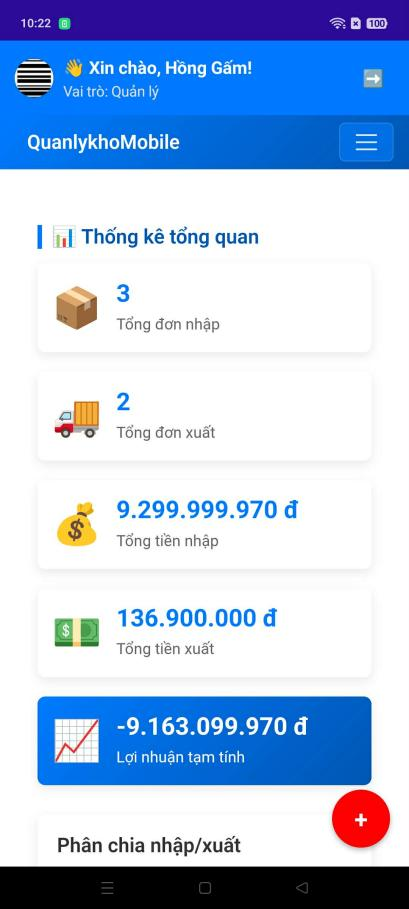 10:22
100
👋 Xin chào, Hồng Gấm!
Vai trò: Quản lý
QuanlykhoMobile
📊 Thống kê tổng quan
3
Tổng đơn nhập
2
Tổng đơn xuất
9.299.999.970 đ
Tổng tiền nhập
136.900.000 đ
Tổng tiền xuất
-9.163.099.970 đ
Lợi nhuận tạm tính
+
Phân chia nhập/xuất